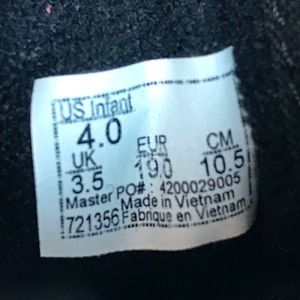 US Infant
4.0 EUR CM
UK 19.0 10.5
3.5
Master PO# : 4200029005
Made in Vietnam
721356 Fabrique en Vietnam